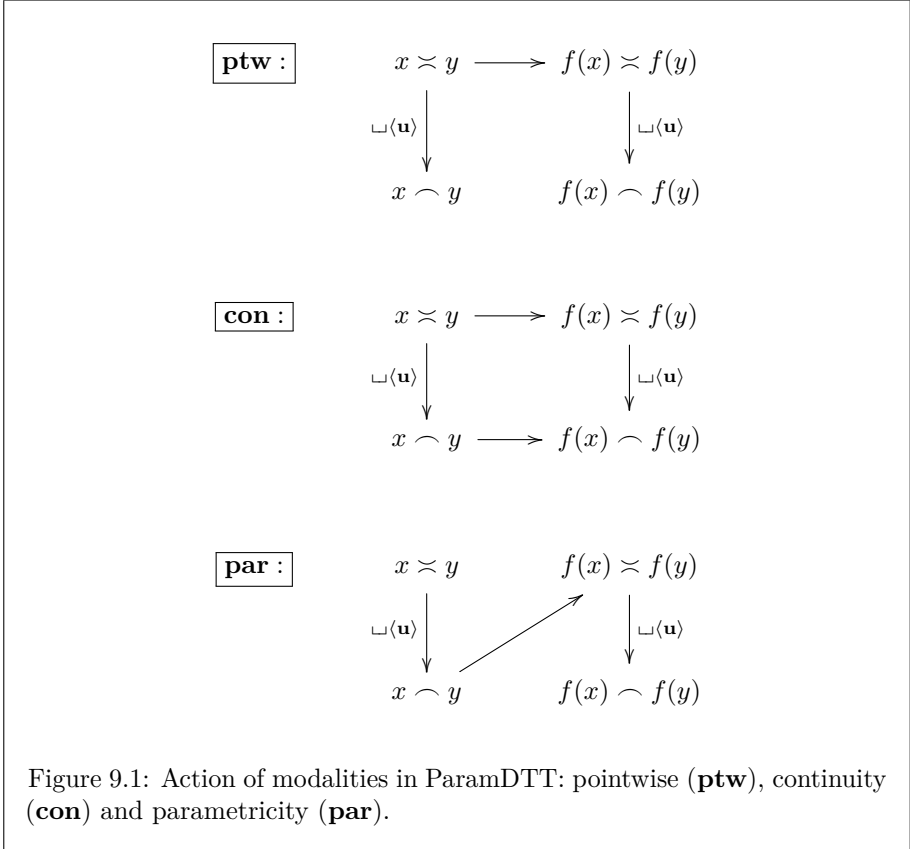 ptw : x ≍ y f(x) ≍ f(y)
␣⟨u⟩ ␣⟨u⟩
x ⌢ y f(x) ⌢ f(y)
con : x ≍ y f(x) ≍ f(y)
␣⟨u⟩ ␣⟨u⟩
x ⌢ y f(x) ⌢ f(y)
par : x ≍ y f(x) ≍ f(y)
␣⟨u⟩ ␣⟨u⟩
x ⌢ y f(x) ⌢ f(y)
Figure 9.1: Action of modalities in ParamDTT: pointwise (ptw), continuity
(con) and parametricity (par).